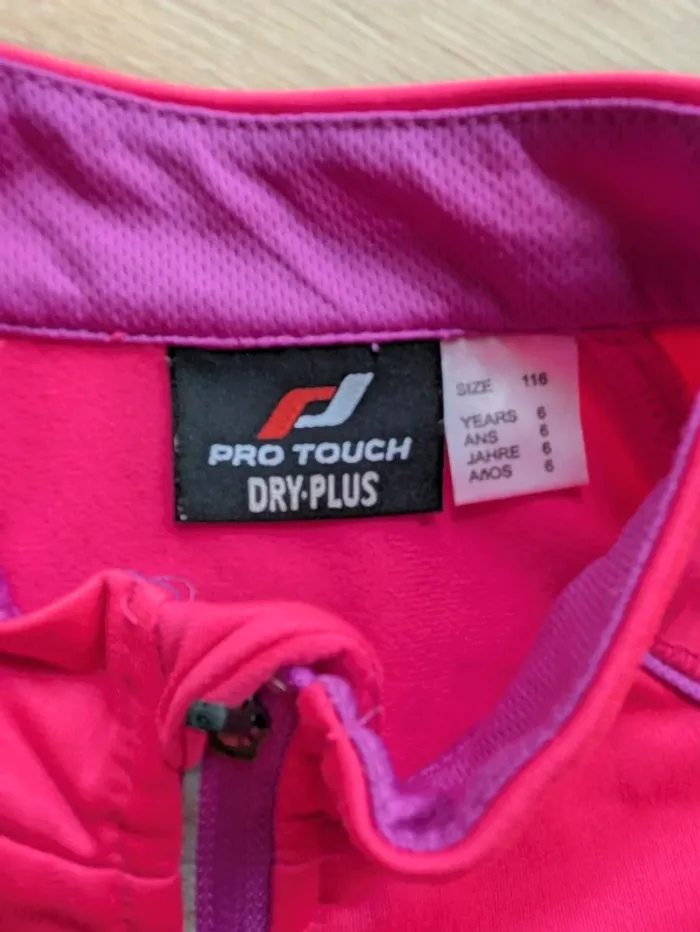 PRO TOUCH
DRY·PLUS
SIZE 116
YEARS 6
ANS 6
JAHRE 6
AÑOS 6